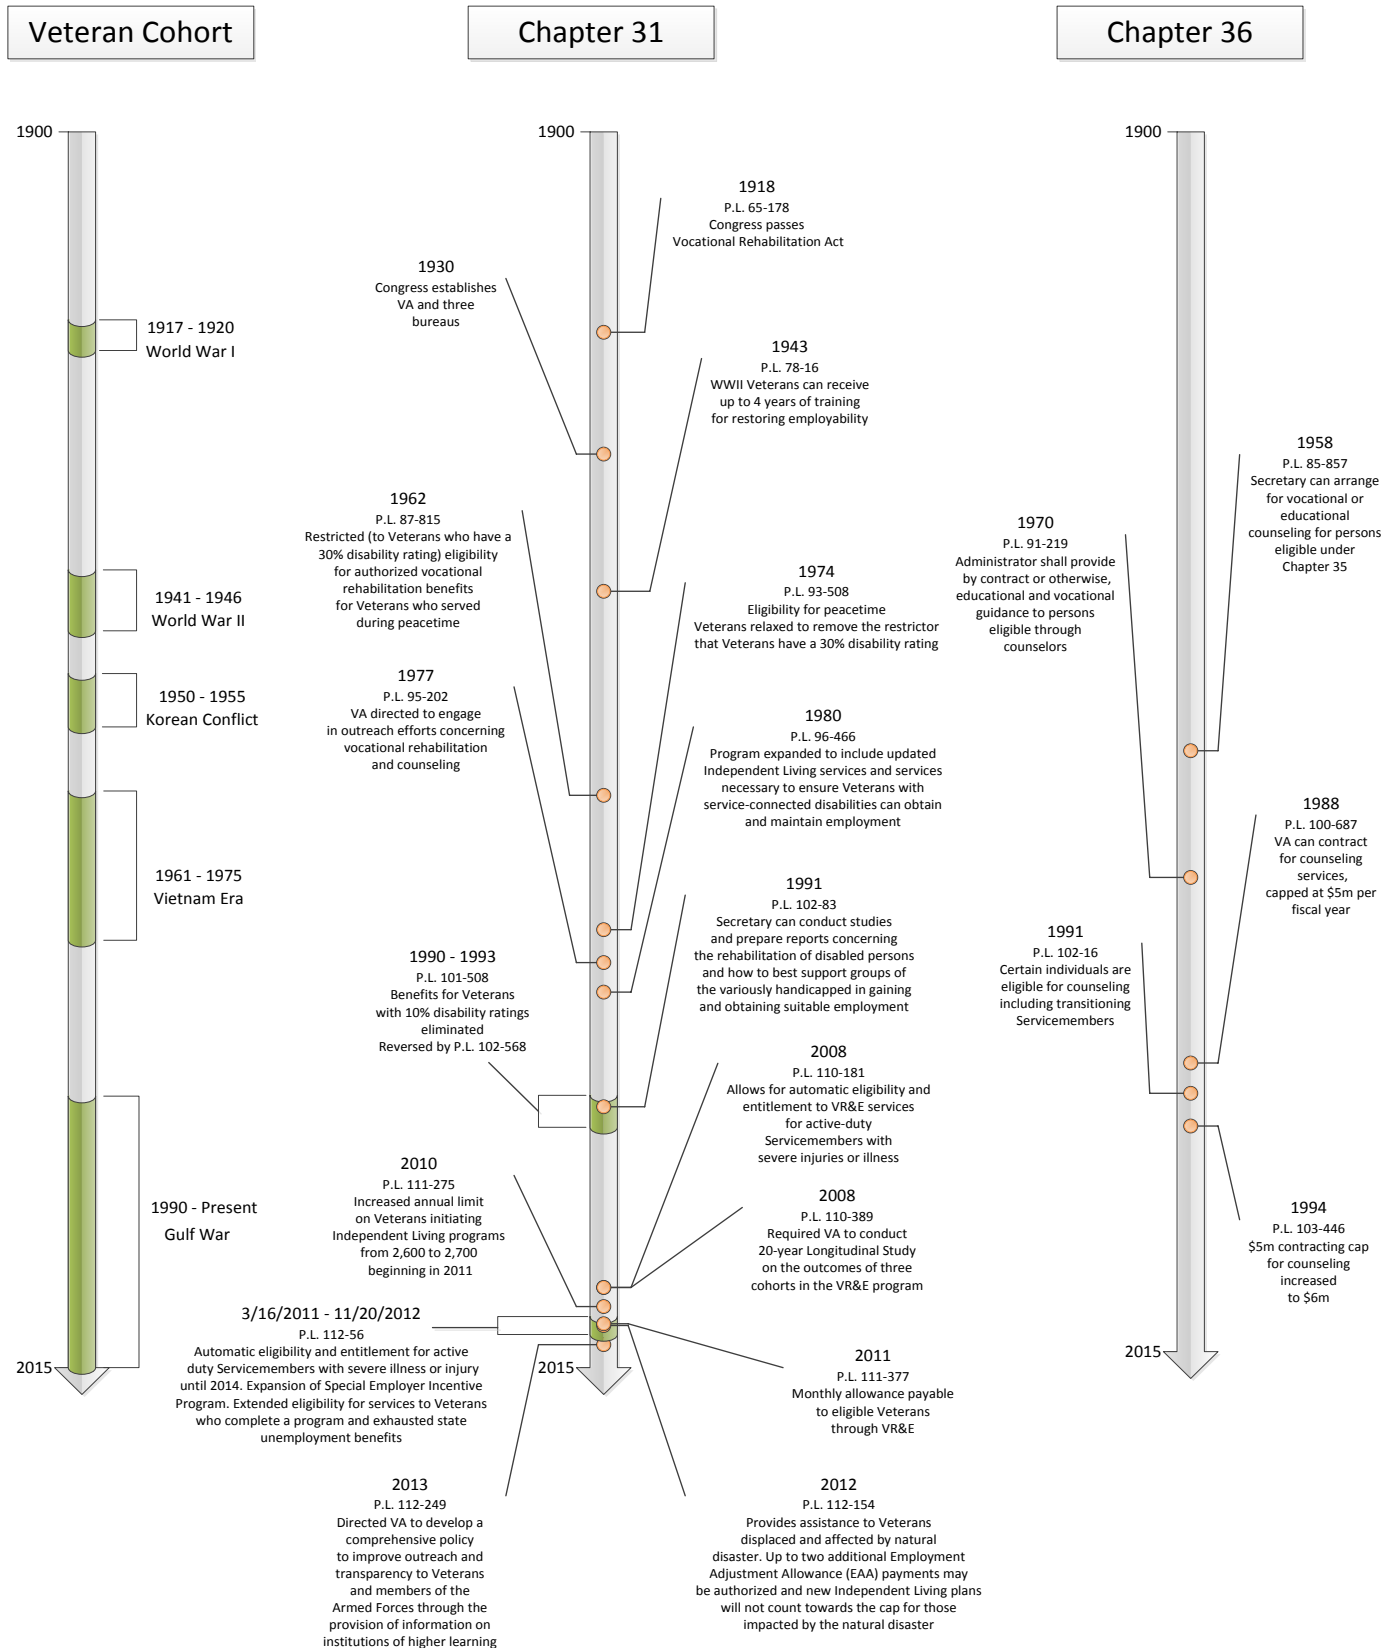 Veteran Cohort
Chapter 31
Chapter 36
1900
1917 - 1920
World War I
1941 - 1946
World War II
1950 - 1955
Korean Conflict
1961 - 1975
Vietnam Era
1990 - Present
Gulf War
2015
1900
1918
P.L. 65-178
Congress passes
Vocational Rehabilitation Act
1930
Congress establishes
VA and three
bureaus
1943
P.L. 78-16
WWII Veterans can receive
up to 4 years of training
for restoring employability
1962
P.L. 87-815
Restricted (to Veterans who have a
30% disability rating) eligibility
for authorized vocational
rehabilitation benefits
for Veterans who served
during peacetime
1974
P.L. 93-508
Eligibility for peacetime
Veterans relaxed to remove the restrictor
that Veterans have a 30% disability rating
1977
P.L. 95-202
VA directed to engage
in outreach efforts concerning
vocational rehabilitation
and counseling
1980
P.L. 96-466
Program expanded to include updated
Independent Living services and services
necessary to ensure Veterans with
service-connected disabilities can obtain
and maintain employment
1991
P.L. 102-83
Secretary can conduct studies
and prepare reports concerning
the rehabilitation of disabled persons
and how to best support groups of
the variously handicapped in gaining
and obtaining suitable employment
1990 - 1993
P.L. 101-508
Benefits for Veterans
with 10% disability ratings
eliminated
Reversed by P.L. 102-568
2008
P.L. 110-181
Allows for automatic eligibility and
entitlement to VR&E services
for active-duty
Servicemembers with
severe injuries or illness
2010
P.L. 111-275
Increased annual limit
on Veterans initiating
Independent Living programs
from 2,600 to 2,700
beginning in 2011
2008
P.L. 110-389
Required VA to conduct
20-year Longitudinal Study
on the outcomes of three
cohorts in the VR&E program
3/16/2011 - 11/20/2012
P.L. 112-56
Automatic eligibility and entitlement for active
duty Servicemembers with severe illness or injury
until 2014. Expansion of Special Employer Incentive
Program. Extended eligibility for services to Veterans
who complete a program and exhausted state
unemployment benefits
2015
2011
P.L. 111-377
Monthly allowance payable
to eligible Veterans
through VR&E
2013
P.L. 112-249
Directed VA to develop a
comprehensive policy
to improve outreach and
transparency to Veterans
and members of the
Armed Forces through the
provision of information on
institutions of higher learning
2012
P.L. 112-154
Provides assistance to Veterans
displaced and affected by natural
disaster. Up to two additional Employment
Adjustment Allowance (EAA) payments may
be authorized and new Independent Living plans
will not count towards the cap for those
impacted by the natural disaster
1900
1958
P.L. 85-857
Secretary can arrange
for vocational or
educational
counseling for persons
eligible under
Chapter 35
1970
P.L. 91-219
Administrator shall provide
by contract or otherwise,
educational and vocational
guidance to persons
eligible through
counselors
1988
P.L. 100-687
VA can contract
for counseling
services,
capped at $5m per
fiscal year
1991
P.L. 102-16
Certain individuals are
eligible for counseling
including transitioning
Servicemembers
1994
P.L. 103-446
$5m contracting cap
for counseling
increased
to $6m
2015